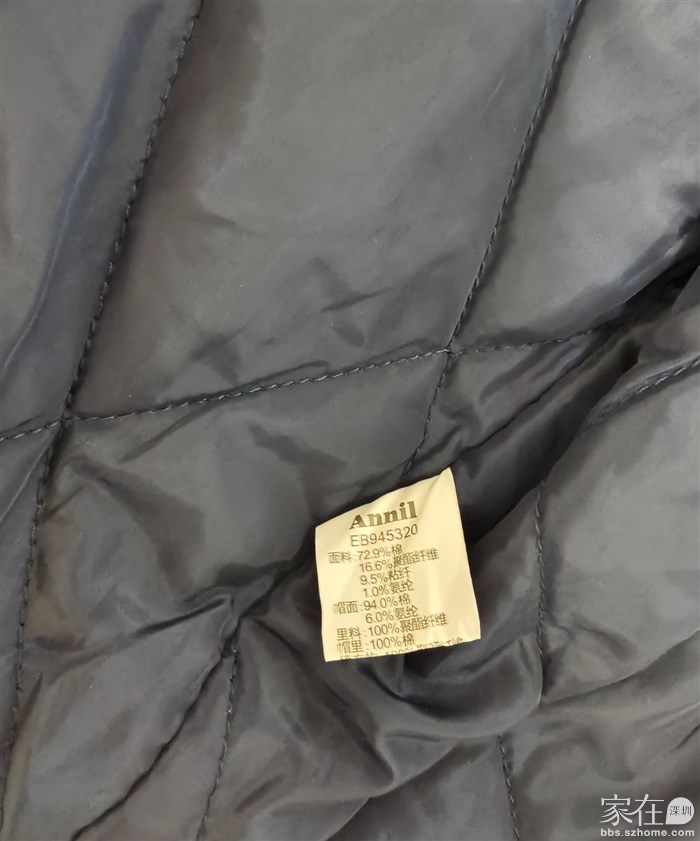 Annil
EB945320
面料:72.9%棉
16.6%聚酯纤维
9.5%粘纤
1.0%氨纶
帽面:94.0%棉
6.0%氨纶
里料:100%聚酯纤维
帽里:100%棉
家在深圳
bbs.szhome.com